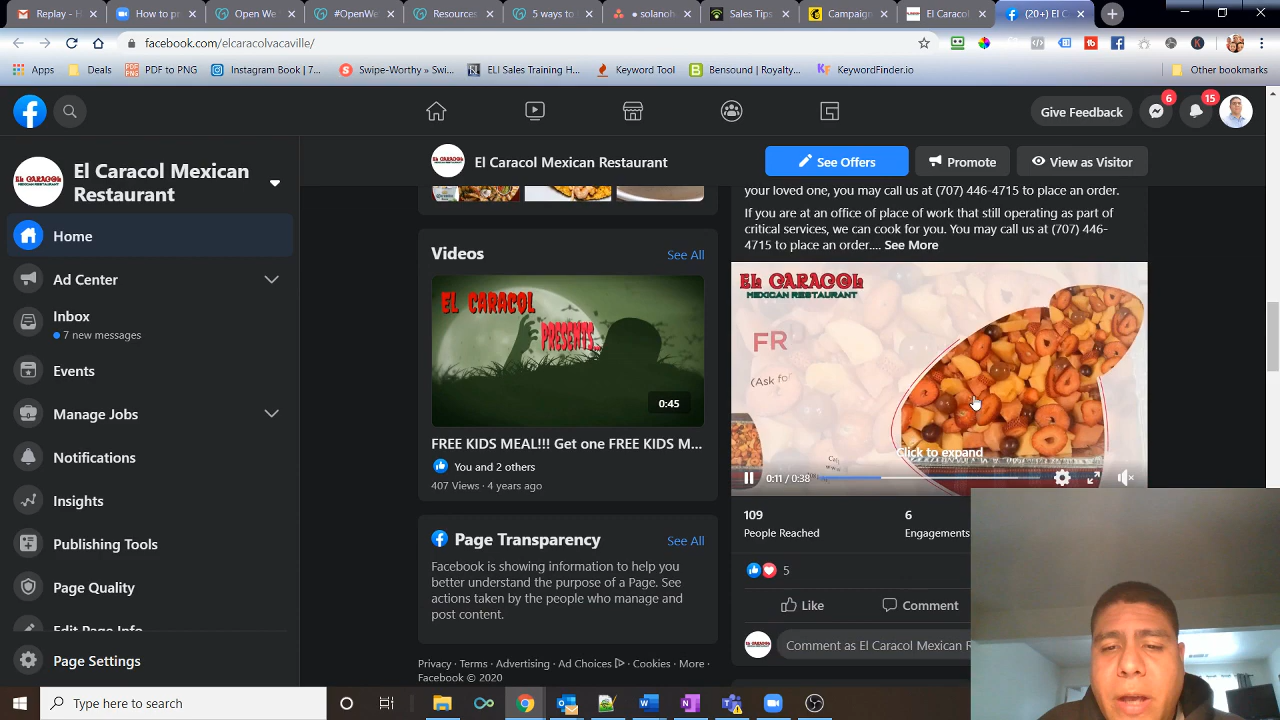 Replay - H
How to pr
Open We
#OpenWe
Resources
5 ways to
solanob
Sales Tips
Campaign
El Caracol
(20+) El C
facebook.com/elcaracolvacaville/
Apps
Deals
PDF to PNG
Instagram Book | 7...
Swipe-Worthy » Swi...
ELI Sales Training H...
Keyword Tool
Bensound | Royalty...
KeywordFinder.io
Other bookmarks
Give Feedback
6
15
El Caracol Mexican
Restaurant
Home
Ad Center
Inbox
7 new messages
Events
Manage Jobs
Notifications
Insights
Publishing Tools
Page Quality
Edit Page Info
Page Settings
El Caracol Mexican Restaurant
See Offers
Promote
View as Visitor
Videos
See All
EL CARACOL
PRESENTS...
0:45
FREE KIDS MEAL!!! Get one FREE KIDS M...
You and 2 others
407 Views · 4 years ago
Page Transparency
See All
Facebook is showing information to help you
better understand the purpose of a Page. See
actions taken by the people who manage and
post content.
Privacy · Terms · Advertising · Ad Choices · Cookies · More ·
Facebook © 2020
your loved one, you may call us at (707) 446-4715 to place an order.
If you are at an office of place of work that still operating as part of
critical services, we can cook for you. You may call us at (707) 446-
4715 to place an order.... See More
EL CARACOL
MEXICAN RESTAURANT
FR
(Ask for
Click to expand
0:11 / 0:38
109
People Reached
6
Engagements
5
Like
Comment
Comment as El Caracol Mexican R
Type here to search